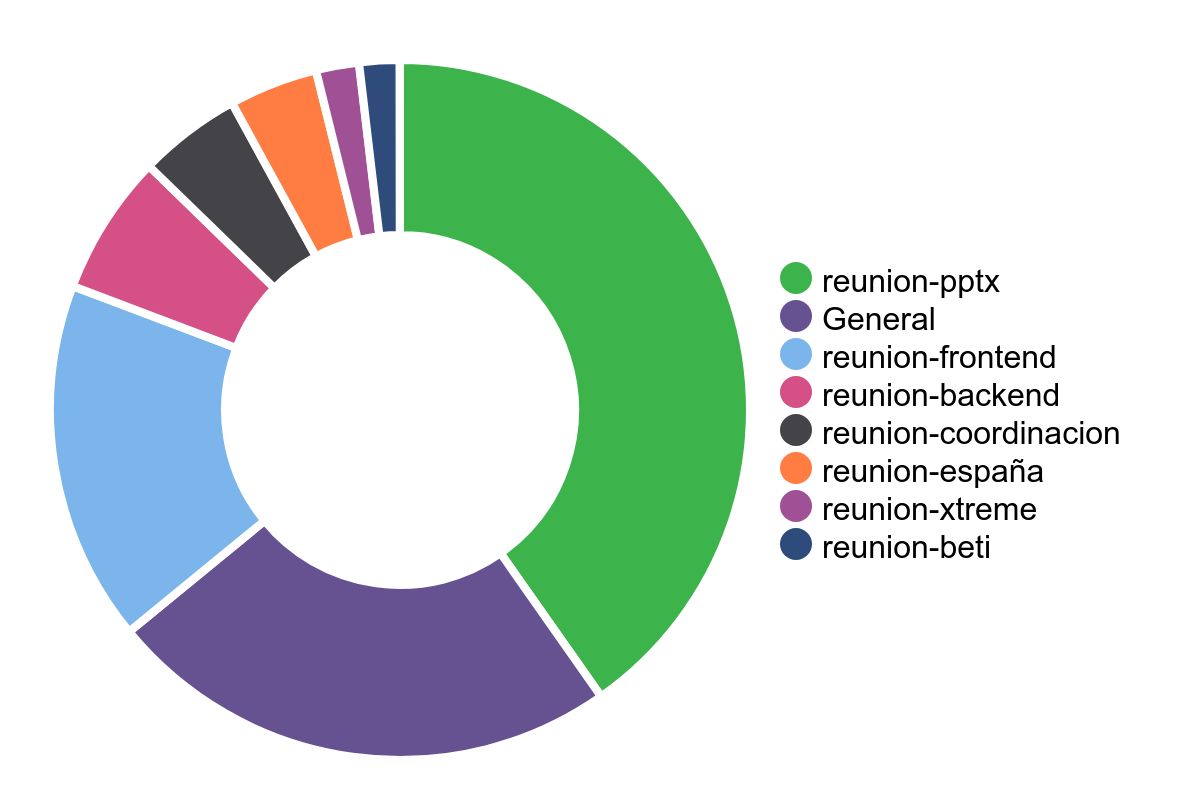 reunion-pptx
General
reunion-frontend
reunion-backend
reunion-coordinacion
reunion-españa
reunion-xtreme
reunion-beti